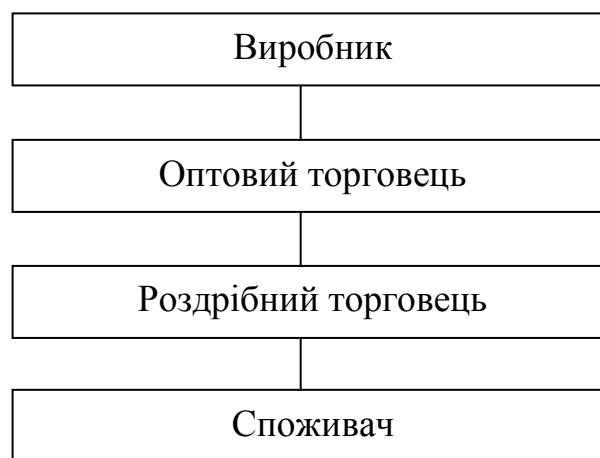 Виробник
Оптовий торговець
Роздрібний торговець
Споживач